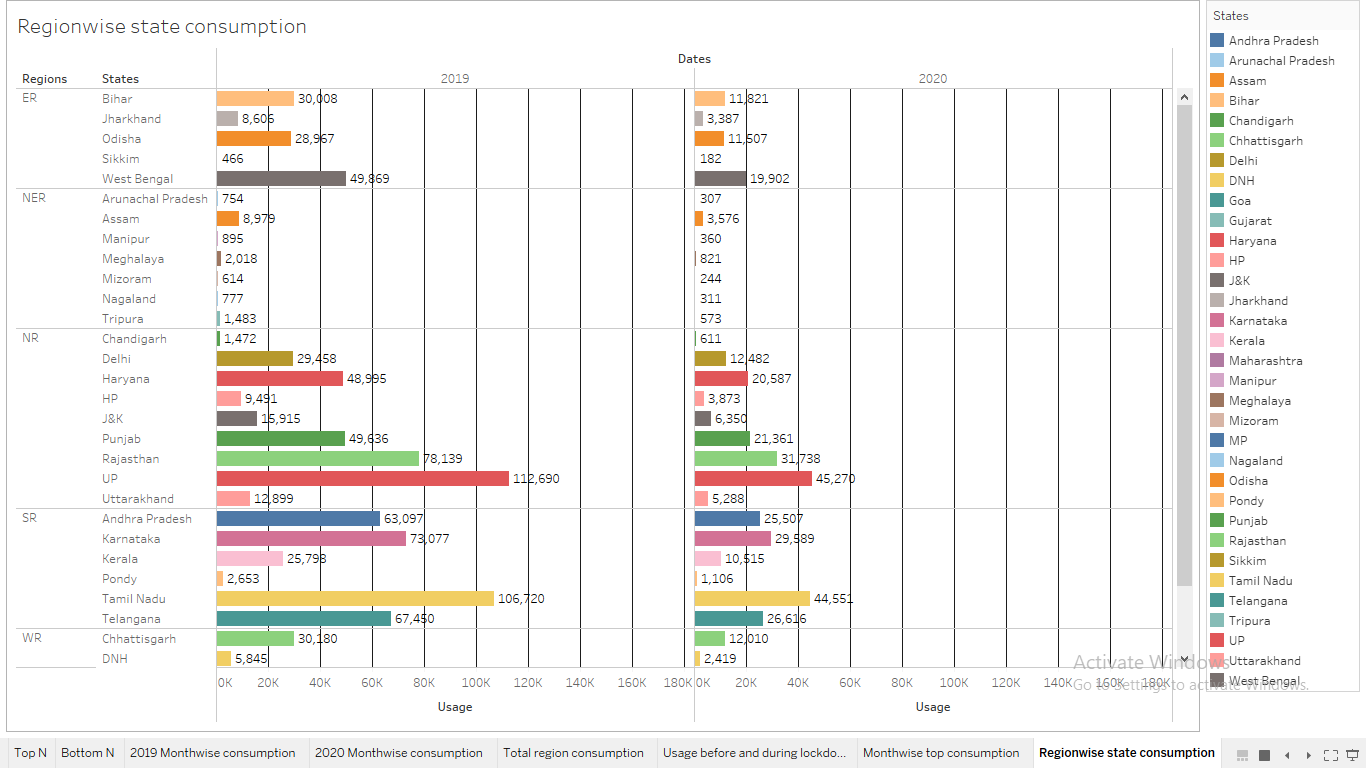 Regionwise state consumption
Dates
Regions States 2019 2020
ER Bihar 30,008 11,821
Jharkhand 8,606 3,387
Odisha 28,967 11,507
Sikkim 466 182
West Bengal 49,869 19,902
NER Arunachal Pradesh 754 307
Assam 8,979 3,576
Manipur 895 360
Meghalaya 2,018 821
Mizoram 614 244
Nagaland 777 311
Tripura 1,483 573
NR Chandigarh 1,472 611
Delhi 29,458 12,482
Haryana 48,995 20,587
HP 9,491 3,873
J&K 15,915 6,350
Punjab 49,636 21,361
Rajasthan 78,139 31,738
UP 112,690 45,270
Uttarakhand 12,899 5,288
SR Andhra Pradesh 63,097 25,507
Karnataka 73,077 29,589
Kerala 25,798 10,515
Pondy 2,653 1,106
Tamil Nadu 106,720 44,551
Telangana 67,450 26,616
WR Chhattisgarh 30,180 12,010
DNH 5,845 2,419
0K 20K 40K 60K 80K 100K 120K 140K 160K 180K 0K 20K 40K 60K 80K 100K 120K 140K 160K 180K
Usage Usage
States
Andhra Pradesh
Arunachal Pradesh
Assam
Bihar
Chandigarh
Chhattisgarh
Delhi
DNH
Goa
Gujarat
Haryana
HP
J&K
Jharkhand
Karnataka
Kerala
Maharashtra
Manipur
Meghalaya
Mizoram
MP
Nagaland
Odisha
Pondy
Punjab
Rajasthan
Sikkim
Tamil Nadu
Telangana
Tripura
UP
Uttarakhand
West Bengal
Activate Windows
Go to Settings to activate Windows.
Top N Bottom N 2019 Monthwise consumption 2020 Monthwise consumption Total region consumption Usage before and during lockdo... Monthwise top consumption Regionwise state consumption